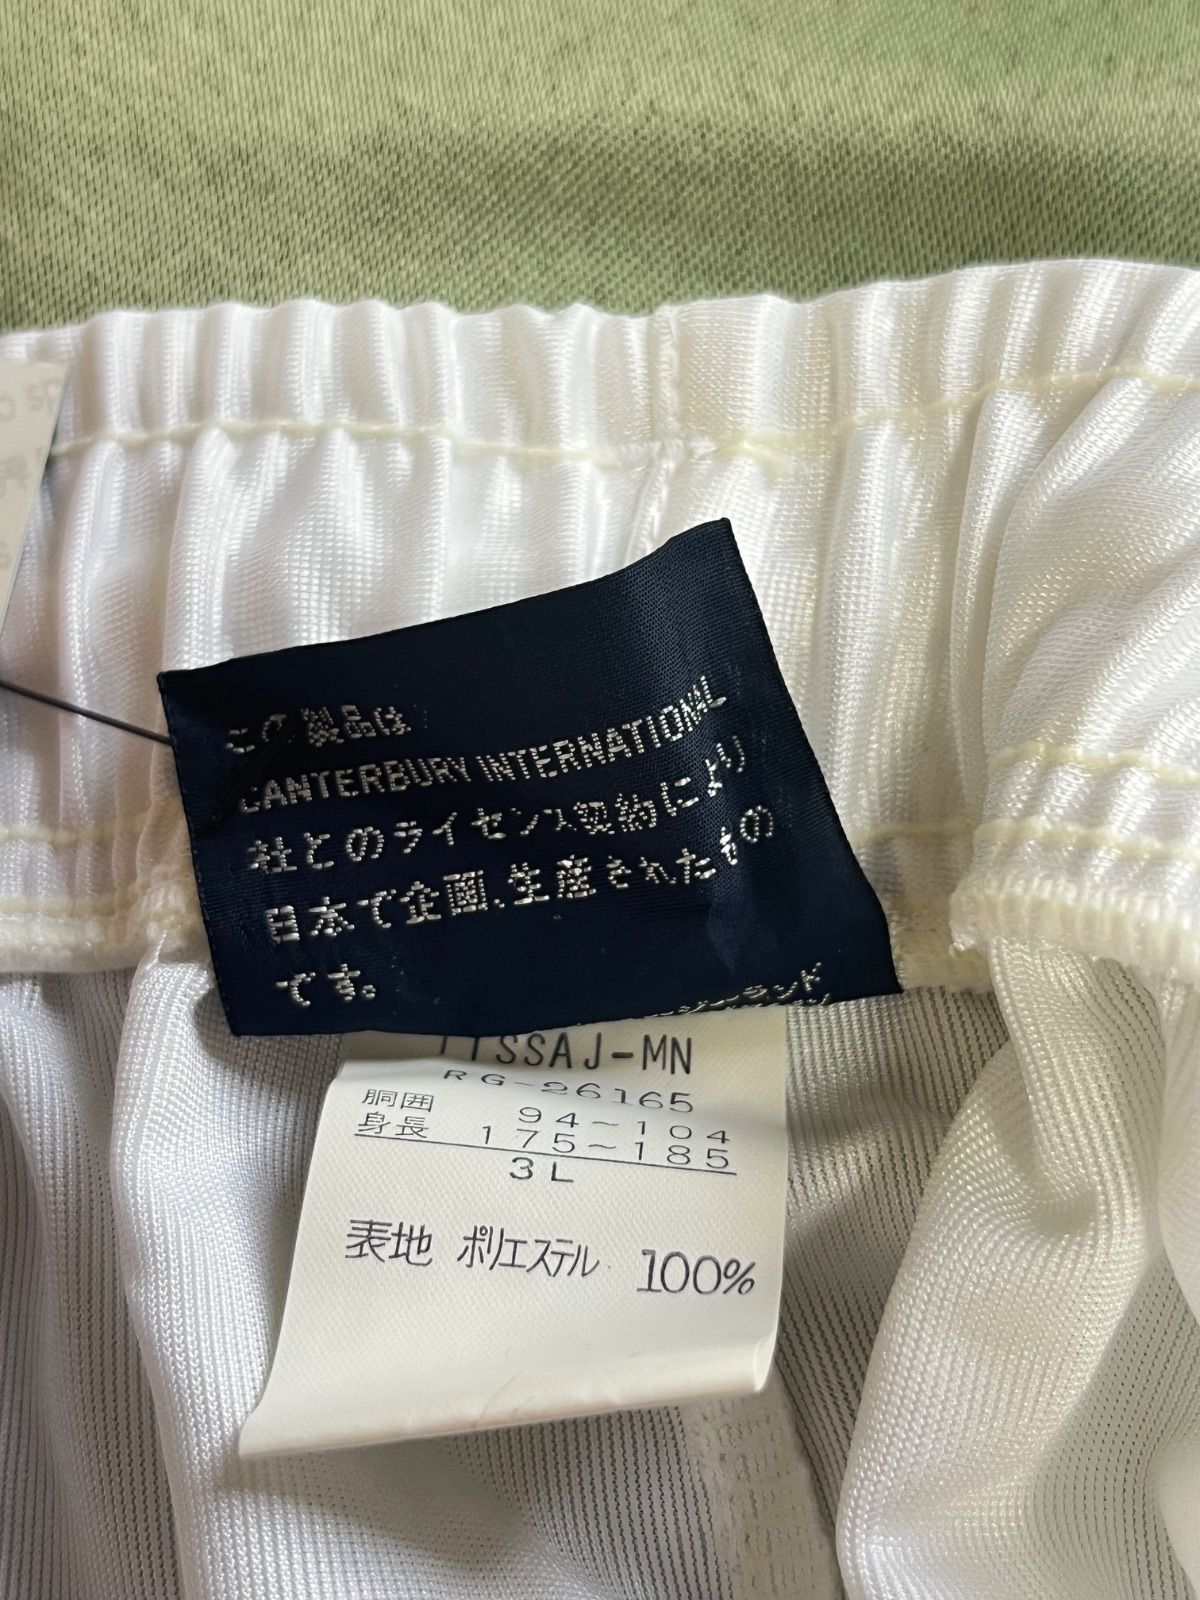 この製品は
CANTERBURY INTERNATIONAL
社とのライセンス契約により
日本で企画、生産されたもの
です。
SSAJ-MN
RG-26165
胴囲 94~104
身長 175~185
3L
表地 ポリエステル 100%